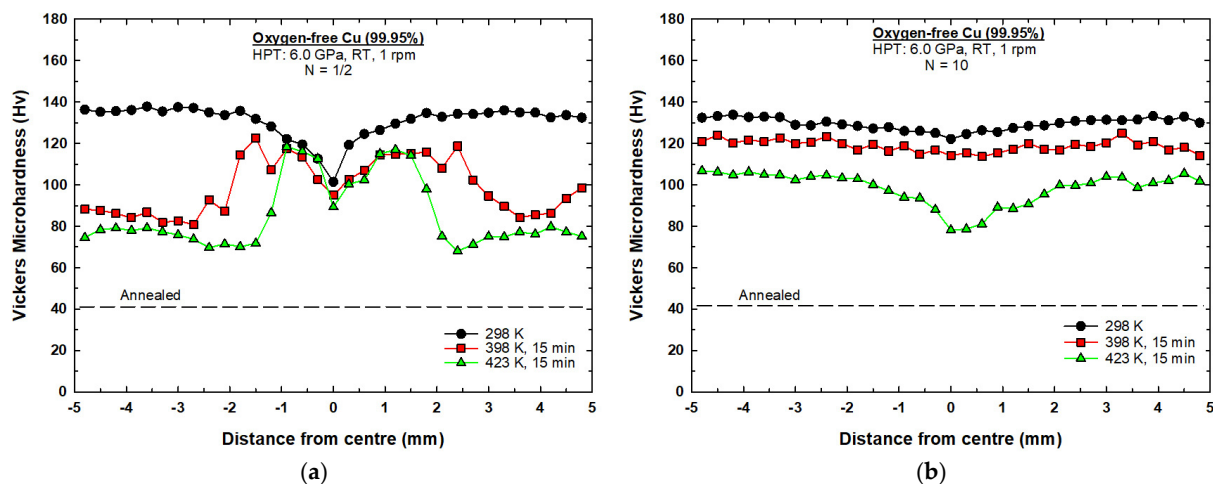 Oxygen-free Cu (99.95%)
HPT: 6.0 GPa, RT, 1 rpm
N = 1/2
Vickers Microhardness (Hv)
180
160
140
120
100
80
60
40
20
0
Annealed
298 K
398 K, 15 min
423 K, 15 min
-5 -4 -3 -2 -1 0 1 2 3 4 5
Distance from centre (mm)
(a)
Oxygen-free Cu (99.95%)
HPT: 6.0 GPa, RT, 1 rpm
N = 10
Vickers Microhardness (Hv)
180
160
140
120
100
80
60
40
20
0
Annealed
298 K
398 K, 15 min
423 K, 15 min
-5 -4 -3 -2 -1 0 1 2 3 4 5
Distance from centre (mm)
(b)